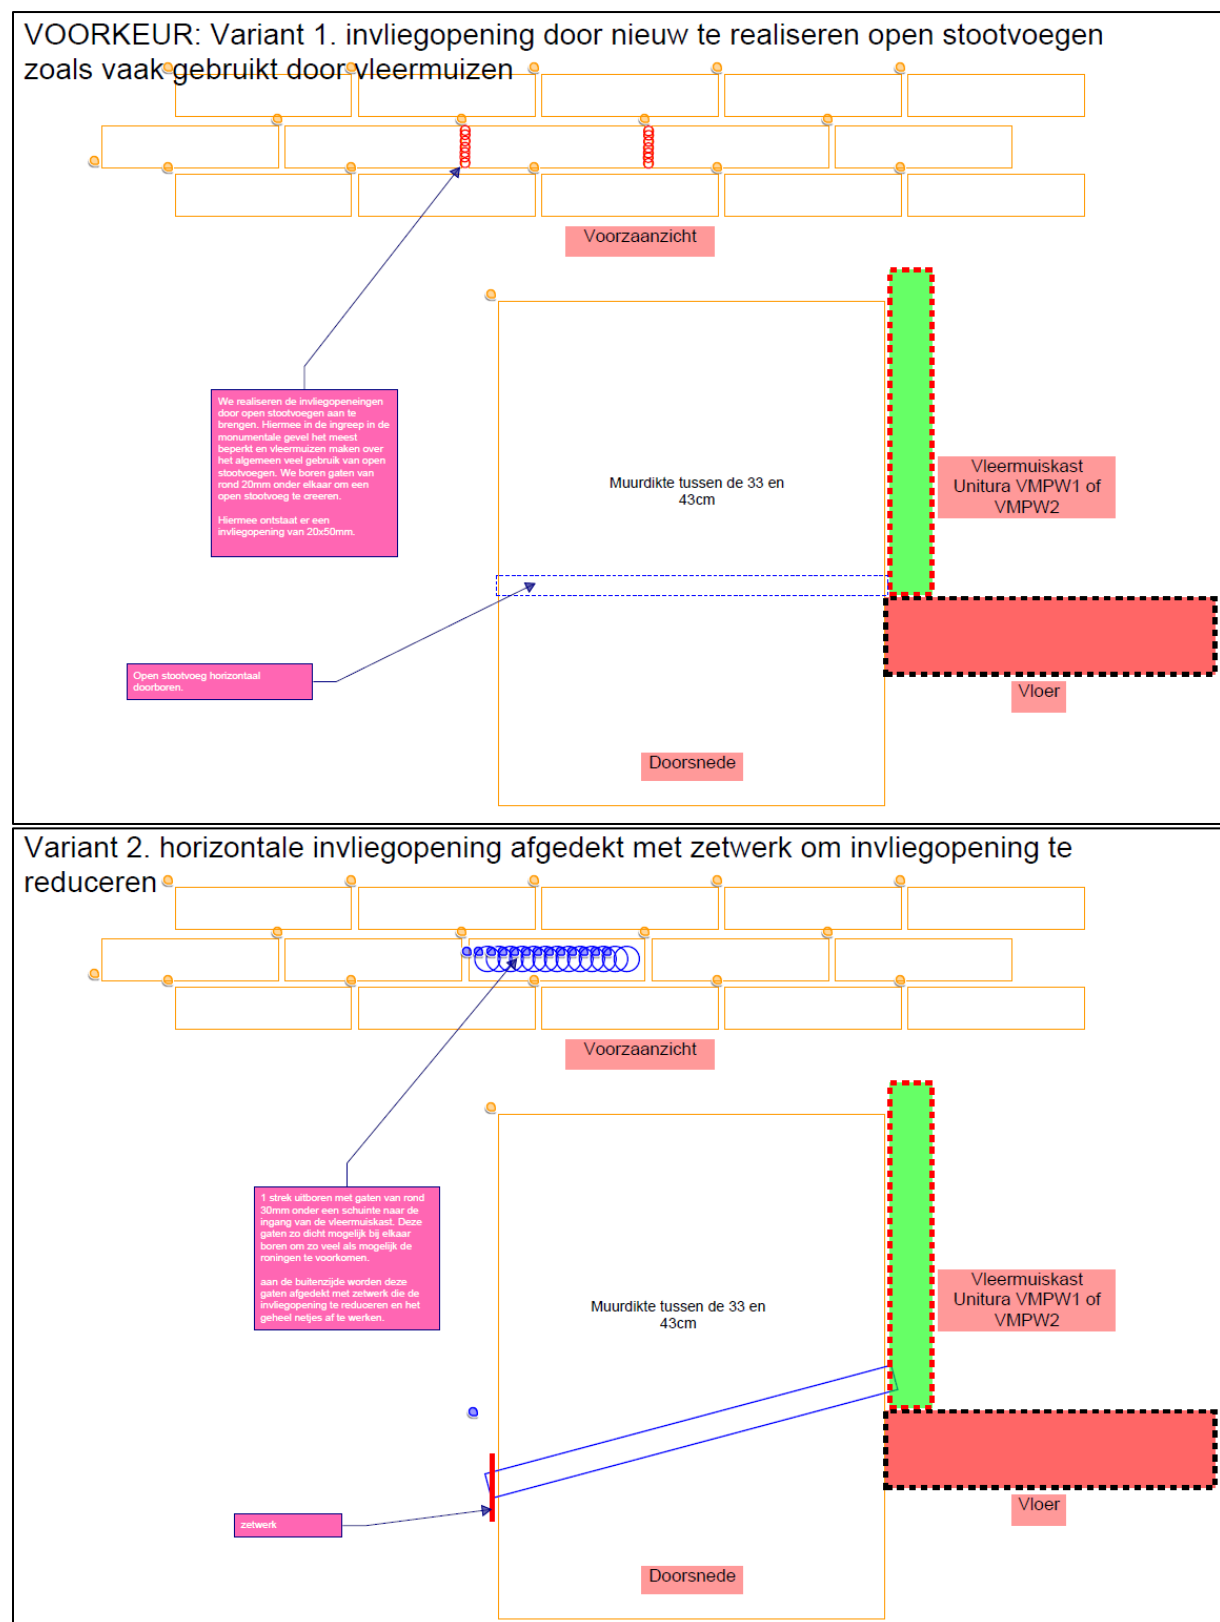 VOORKEUR: Variant 1. invliegopening door nieuw te realiseren open stootvoegen
zoals vaak gebruikt door vleermuizen
Voorzaanzicht
We realiseren de invliegopeneingen
door open stootvoegen aan te
brengen. Hiermee in de ingreep in de
monumentale gevel het meest
beperkt en vleermuizen maken over
het algemeen veel gebruik van open
stootvoegen. We boren gaten van
rond 20mm onder elkaar om een
open stootvoeg te creeren.
Hiermee ontstaat er een
invliegopening van 20x50mm.
Muurdikte tussen de 33 en
43cm
Vleermuiskast
Unitura VMPW1 of
VMPW2
Open stootvoeg horizontaal
doorboren.
Vloer
Doorsnede
Variant 2. horizontale invliegopening afgedekt met zetwerk om invliegopening te
reduceren
Voorzaanzicht
1 strek uitboren met gaten van rond
30mm onder een schuinte naar de
ingang van de vleermuiskast. Deze
gaten zo dicht mogelijk bij elkaar
boren om zo veel als mogelijk de
roningen te voorkomen.
aan de buitenzijde worden deze
gaten afgedekt met zetwerk die de
invliegopening te reduceren en het
geheel netjes af te werken.
Muurdikte tussen de 33 en
43cm
Vleermuiskast
Unitura VMPW1 of
VMPW2
zetwerk
Vloer
Doorsnede